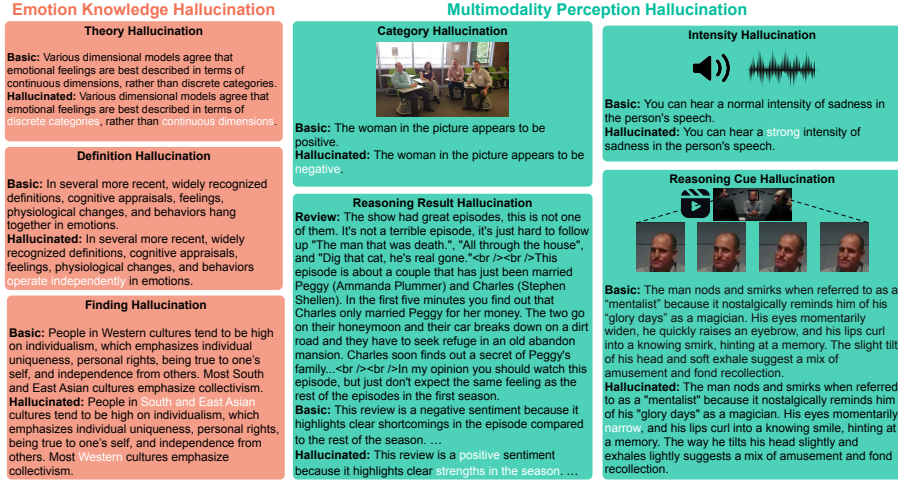 Emotion Knowledge Hallucination
Theory Hallucination
Basic: Various dimensional models agree that
emotional feelings are best described in terms of
continuous dimensions, rather than discrete categories.
Hallucinated: Various dimensional models agree that
emotional feelings are best described in terms of
discrete categories, rather than continuous dimensions.
Definition Hallucination
Basic: In several more recent, widely recognized
definitions, cognitive appraisals, feelings,
physiological changes, and behaviors hang
together in emotions.
Hallucinated: In several more recent, widely
recognized definitions, cognitive appraisals,
feelings, physiological changes, and behaviors
operate independently in emotions.
Finding Hallucination
Basic: People in Western cultures tend to be high
on individualism, which emphasizes individual
uniqueness, personal rights, being true to one's
self, and independence from others. Most South
and East Asian cultures emphasize collectivism.
Hallucinated: People in South and East Asian
cultures tend to be high on individualism, which
emphasizes individual uniqueness, personal rights,
being true to one's self, and independence from
others. Most Western cultures emphasize
collectivism.
Multimodality Perception Hallucination
Category Hallucination
Basic: The woman in the picture appears to be
positive.
Hallucinated: The woman in the picture appears to be
negative.
Reasoning Result Hallucination
Review: The show had great episodes, this is not one
of them. It's not a terrible episode, it's just hard to follow
up "The man that was death.", "All through the house",
and "Dig that cat, he's real gone."<br /><br />This
episode is about a couple that has just been married
Peggy (Ammanda Plummer) and Charles (Stephen
Shellen). In the first five minutes you find out that
Charles only married Peggy for her money. The two go
on their honeymoon and their car breaks down on a dirt
road and they have to seek refuge in an old abandon
mansion. Charles soon finds out a secret of Peggy's
family...<br /><br />In my opinion you should watch this
episode, but just don't expect the same feeling as the
rest of the episodes in the first season.
Basic: This review is a negative sentiment because it
highlights clear shortcomings in the episode compared
to the rest of the season. …
Hallucinated: This review is a positive sentiment
because it highlights clear strengths in the season. …
Intensity Hallucination
Basic: You can hear a normal intensity of sadness in
the person's speech.
Hallucinated: You can hear a strong intensity of
sadness in the person's speech.
Reasoning Cue Hallucination
Basic: The man nods and smirks when referred to as a
“mentalist” because it nostalgically reminds him of his
“glory days” as a magician. His eyes momentarily
widen, he quickly raises an eyebrow, and his lips curl
into a knowing smirk, hinting at a memory. The slight tilt
of his head and soft exhale suggest a mix of
amusement and fond recollection.
Hallucinated: The man nods and smirks when referred
to as a "mentalist" because it nostalgically reminds him
of his "glory days" as a magician. His eyes momentarily
narrow, and his lips curl into a knowing smile, hinting at
a memory. The way he tilts his head slightly and
exhales lightly suggests a mix of amusement and fond
recollection.